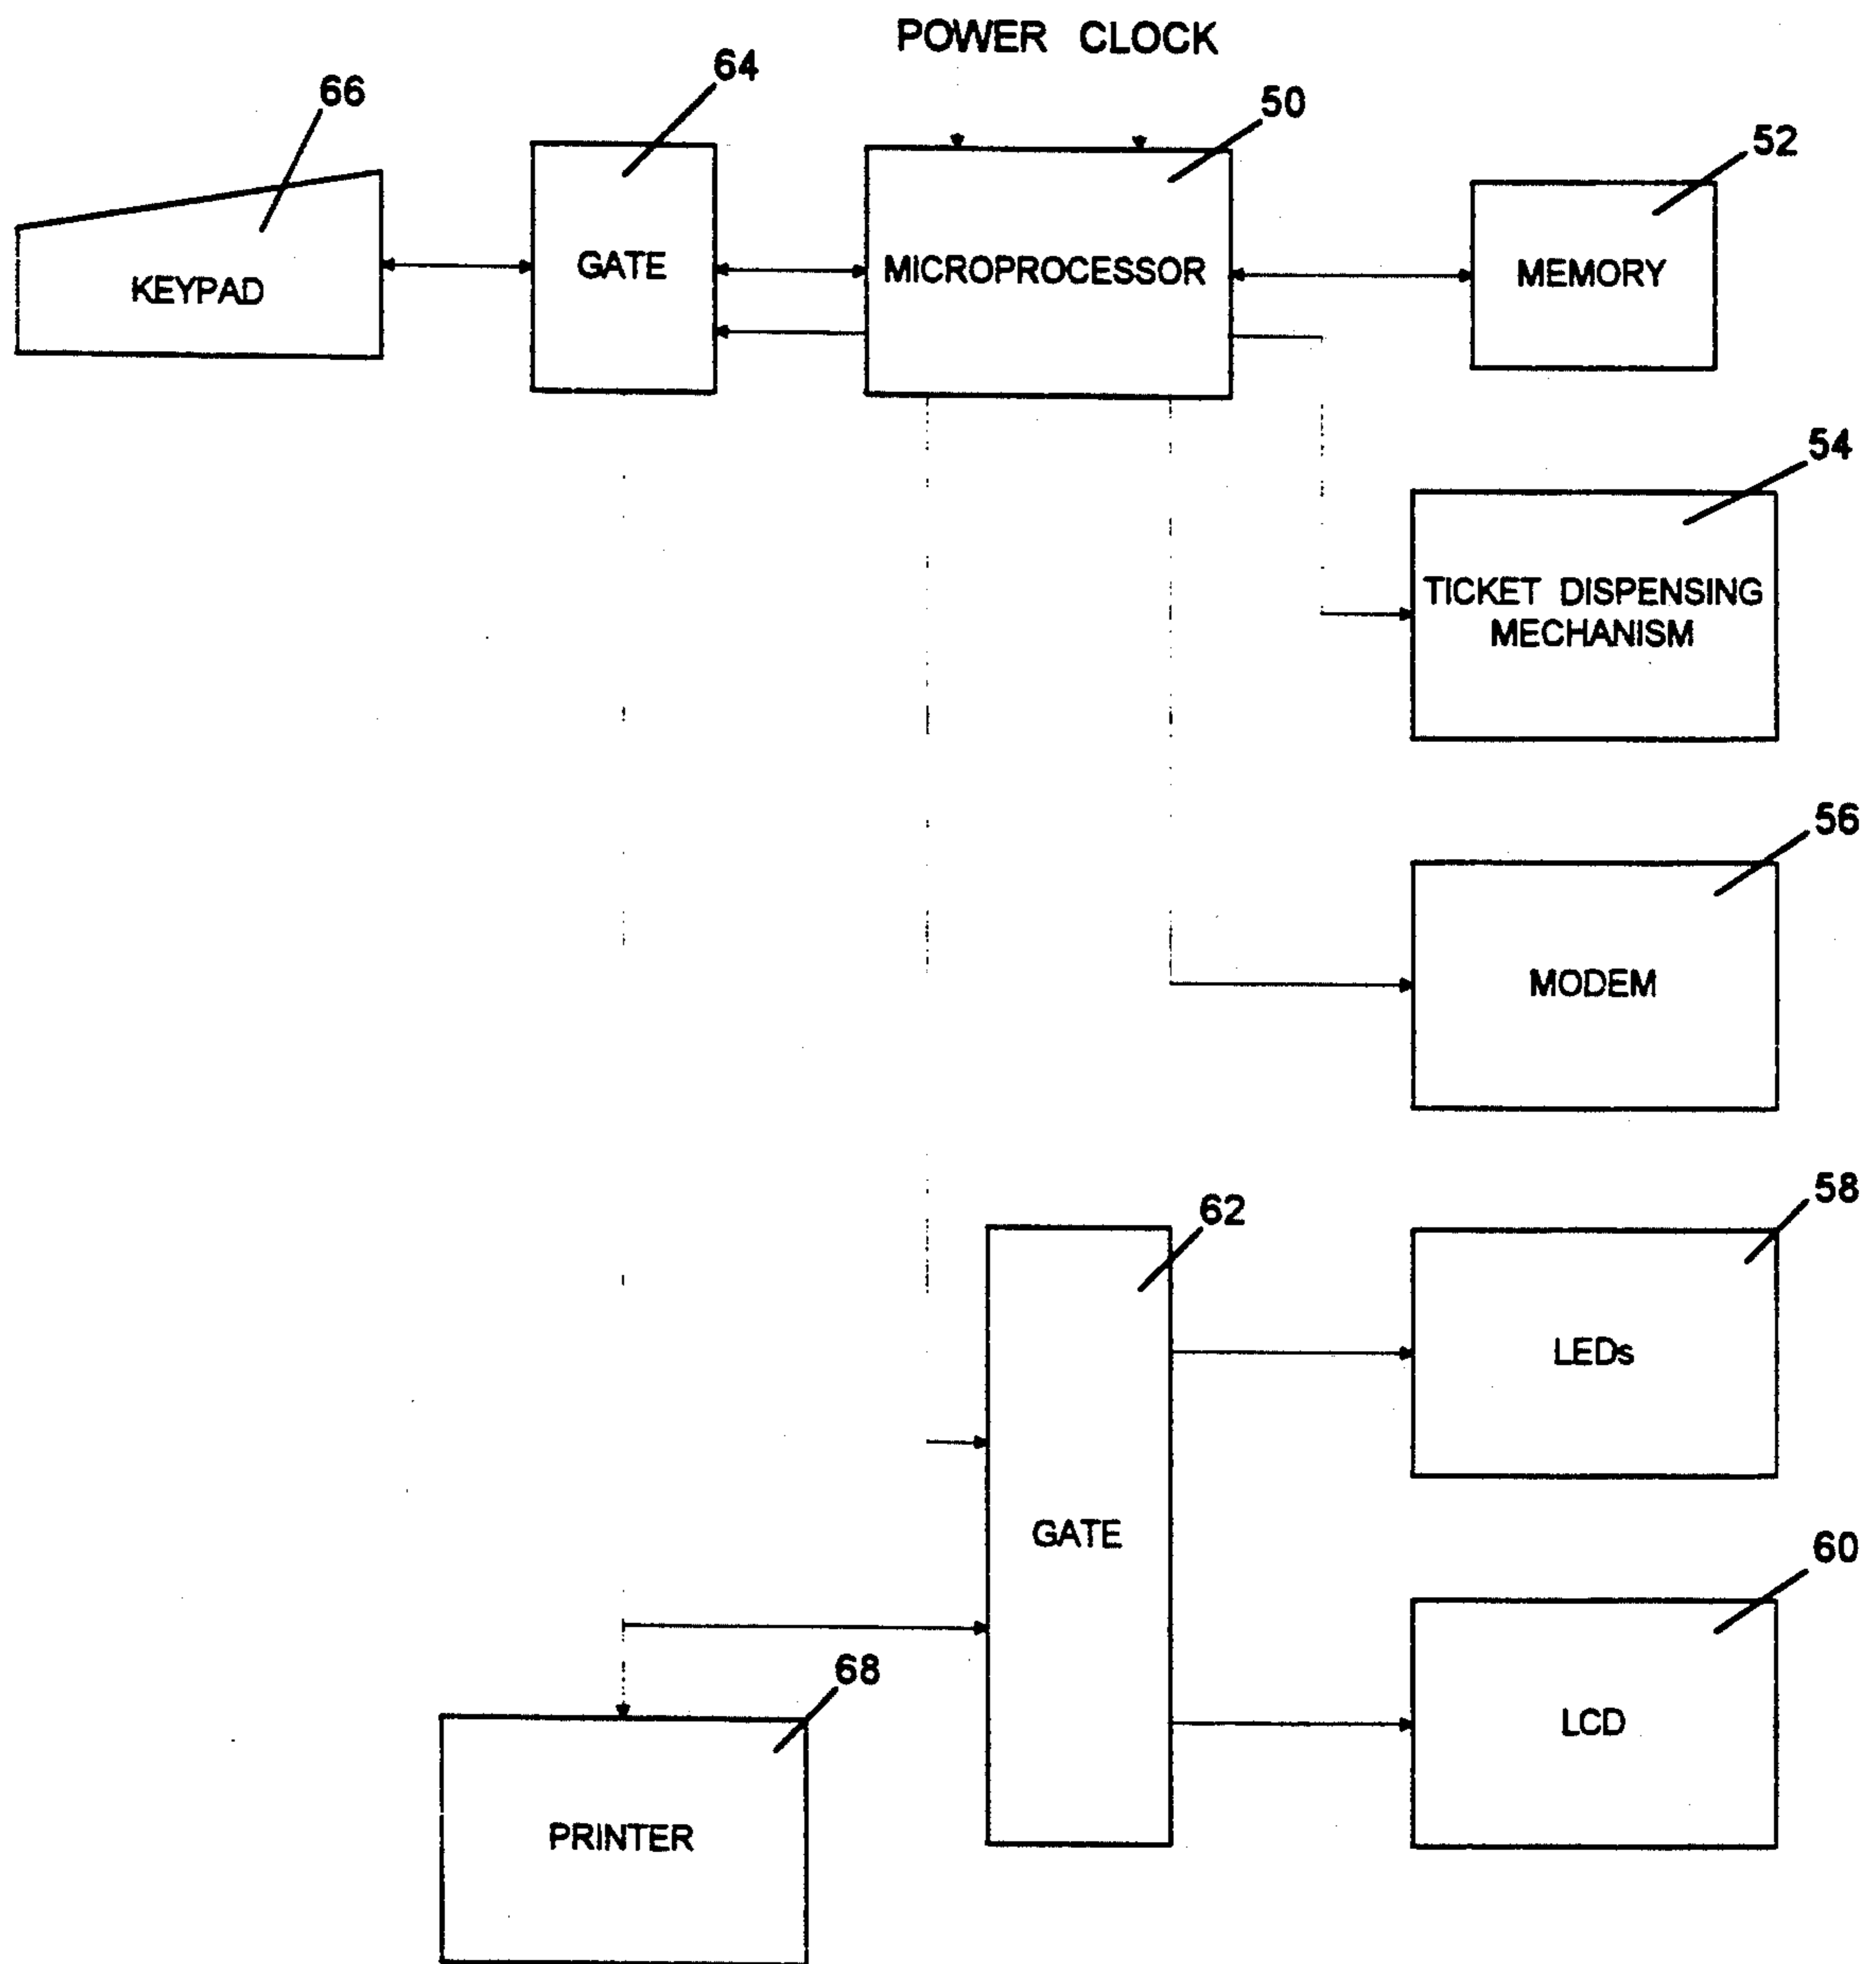 POWER CLOCK
66
64
50
52
KEYPAD
GATE
MICROPROCESSOR
MEMORY
54
TICKET DISPENSING
MECHANISM
56
MODEM
62
58
LEDs
GATE
60
68
LCD
PRINTER